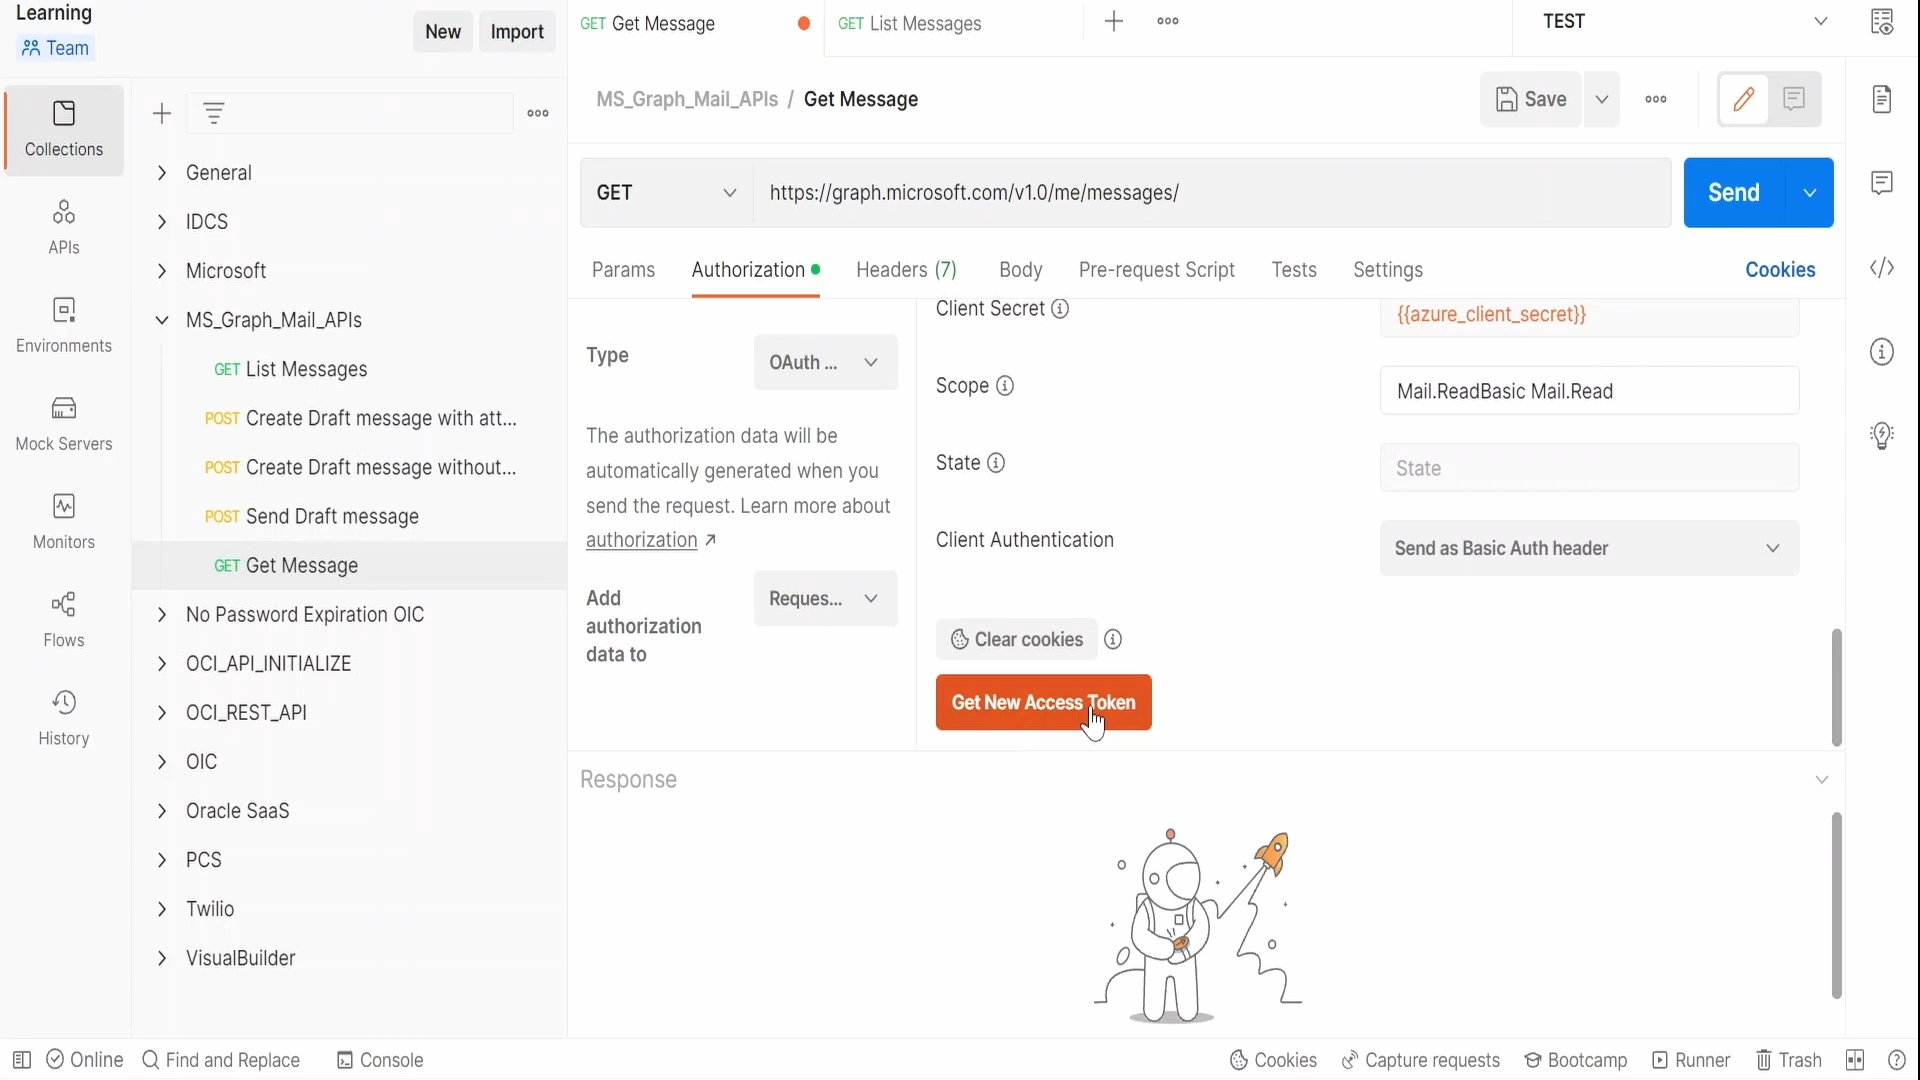 Learning
Team
New
Import
GET Get Message
GET List Messages
TEST
MS_Graph_Mail_APIs / Get Message
Save
GET
https://graph.microsoft.com/v1.0/me/messages/
Send
Params
Authorization
Headers (7)
Body
Pre-request Script
Tests
Settings
Cookies
Collections
APIs
Environments
Mock Servers
Monitors
Flows
History
General
IDCS
Microsoft
MS_Graph_Mail_APIs
GET List Messages
POST Create Draft message with att...
POST Create Draft message without...
POST Send Draft message
GET Get Message
No Password Expiration OIC
OCI_API_INITIALIZE
OCI_REST_API
OIC
Oracle SaaS
PCS
Twilio
VisualBuilder
Type
OAuth ...
The authorization data will be
automatically generated when you
send the request. Learn more about
authorization ↗
Add
authorization
data to
Reques...
Client Secret
{{azure_client_secret}}
Scope
Mail.ReadBasic Mail.Read
State
State
Client Authentication
Send as Basic Auth header
Clear cookies
Get New Access Token
Response
Online
Find and Replace
Console
Cookies
Capture requests
Bootcamp
Runner
Trash